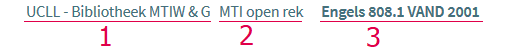 UCLL - Bibliotheek MTIW & G MTI open rek Engels 808.1 VAND 2001
1 2 3